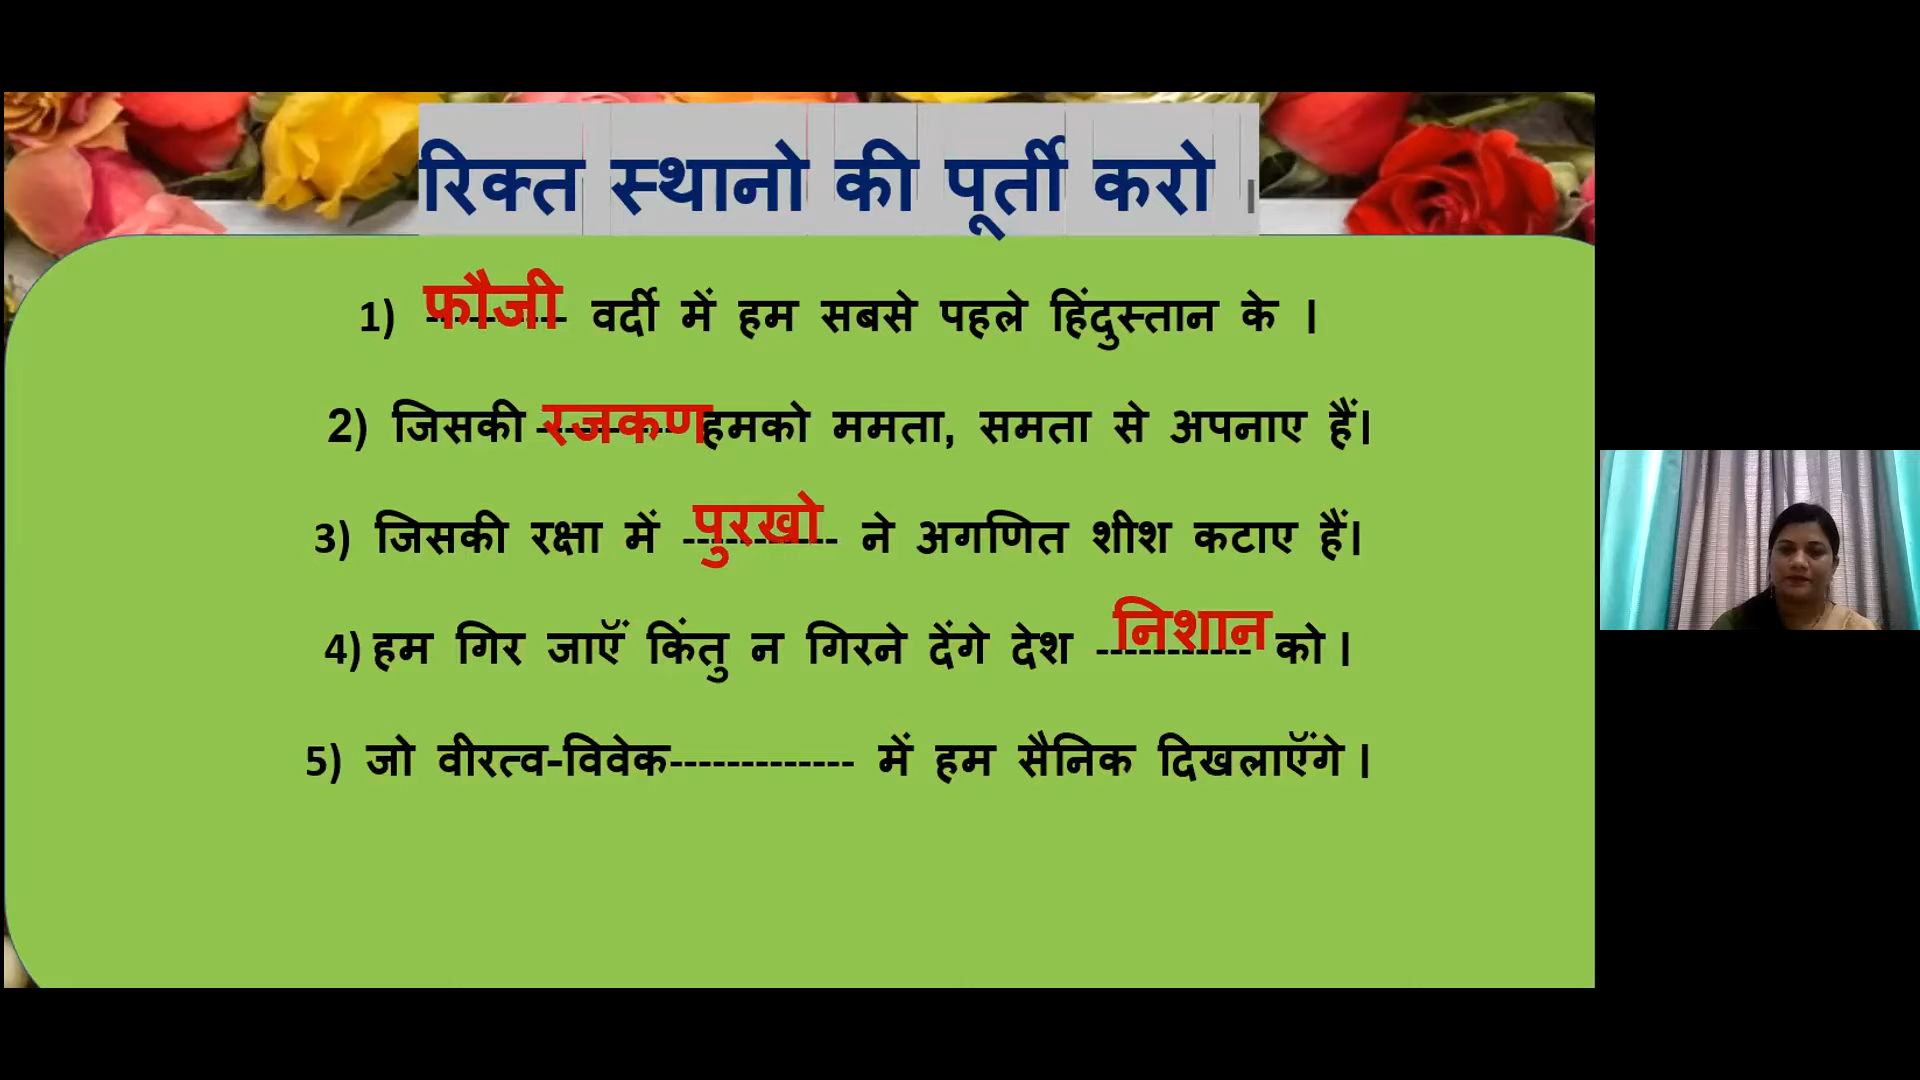 रिक्त स्थानो की पूर्ती करो ।
1) फौजी वर्दी में हम सबसे पहले हिंदुस्तान के ।
2) जिसकी रजकण हमको ममता, समता से अपनाए हैं।
3) जिसकी रक्षा में पुरखो ने अगणित शीश कटाए हैं।
4) हम गिर जाएँ किंतु न गिरने देंगे देश निशान को ।
5) जो वीरत्व-विवेक------------- में हम सैनिक दिखलाएँगे ।